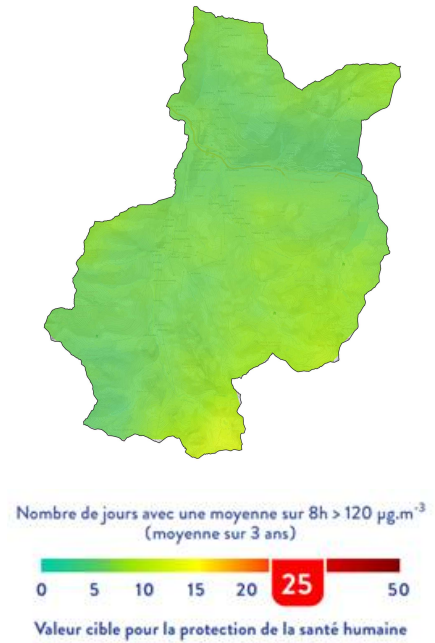 Nombre de jours avec une moyenne sur 8h > 120 µg.m⁻³
(moyenne sur 3 ans)
0 5 10 15 20 25 50
Valeur cible pour la protection de la santé humaine